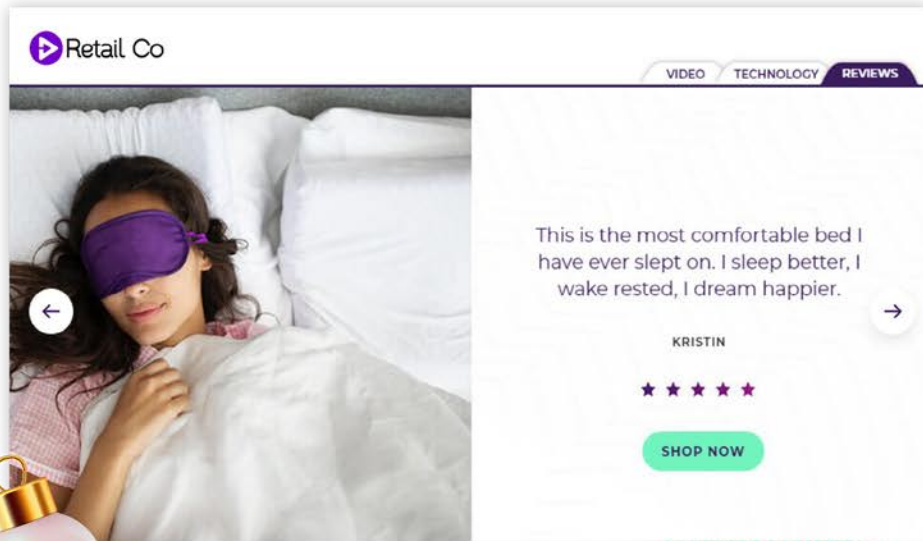 Retail Co
VIDEO
TECHNOLOGY
REVIEWS
This is the most comfortable bed I
have ever slept on. I sleep better, I
wake rested, I dream happier.
KRISTIN
SHOP NOW